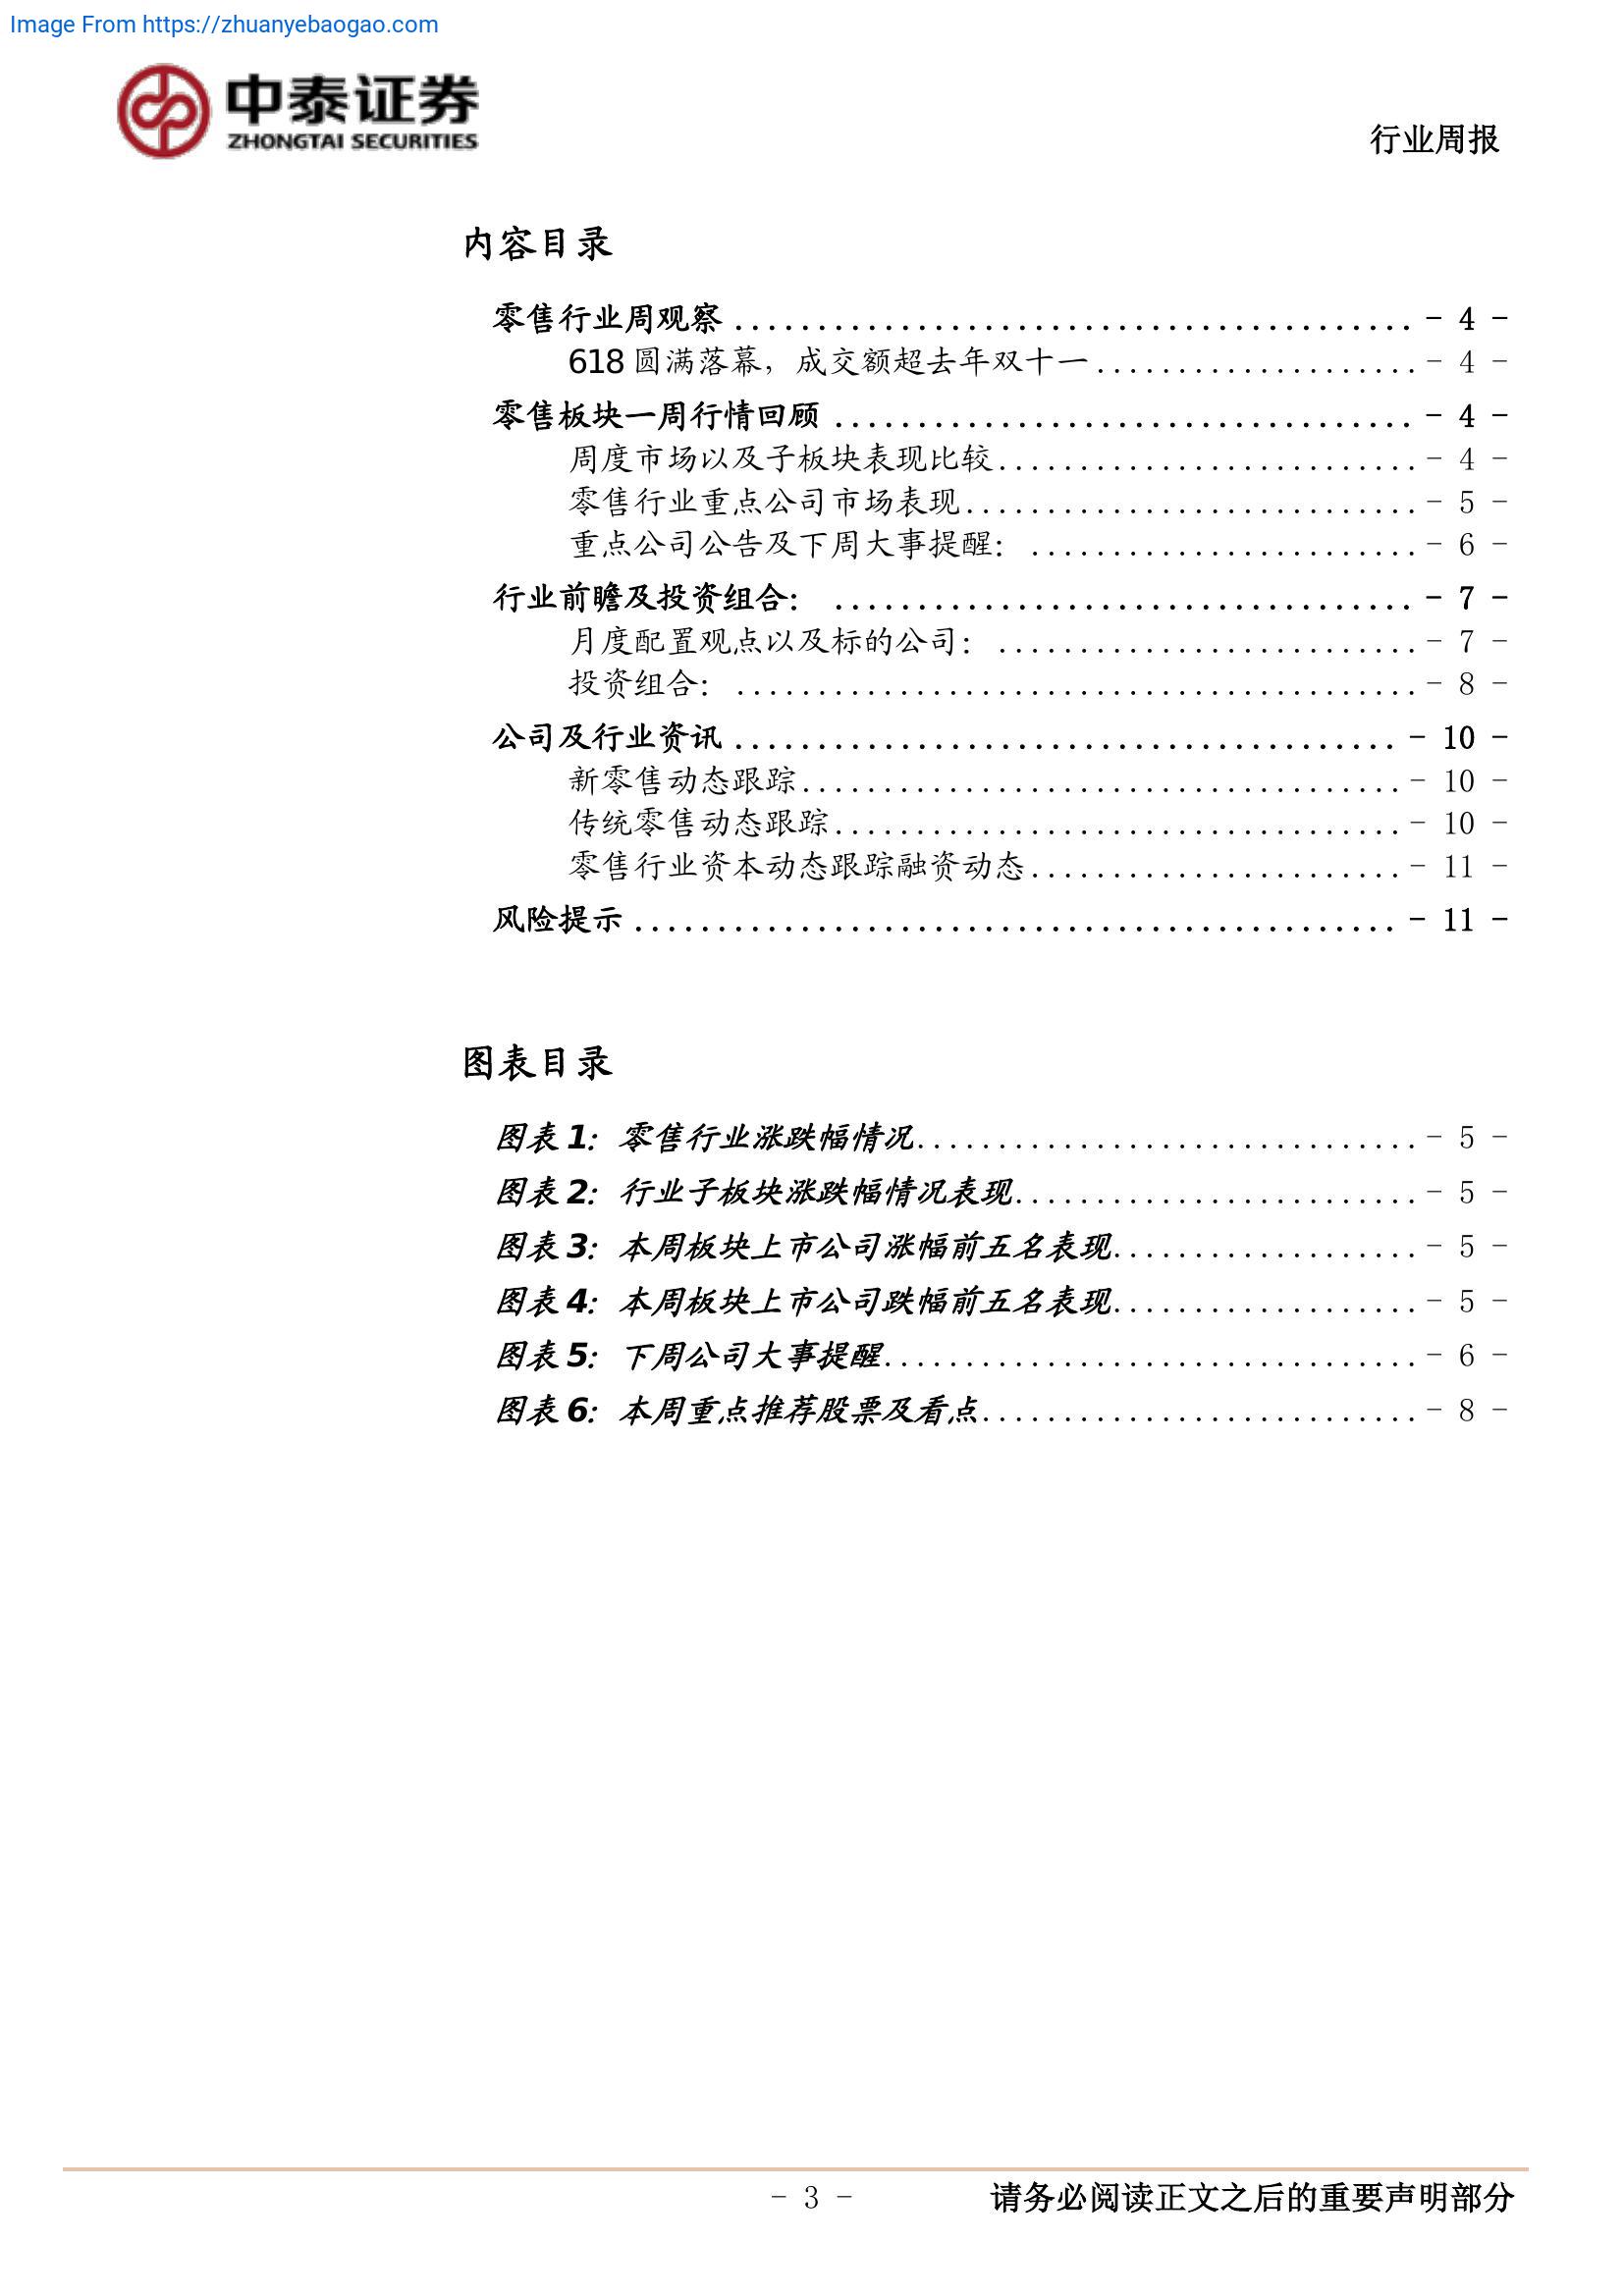 Image From https://zhuanyebaogao.com
中泰证券
ZHONGTAI SECURITIES
行业周报
内容目录
零售行业周观察 ......................................... - 4 -
618 圆满落幕，成交额超去年双十一 .................... - 4 -
零售板块一周行情回顾 ................................... - 4 -
周度市场以及子板块表现比较.......................... - 4 -
零售行业重点公司市场表现............................ - 5 -
重点公司公告及下周大事提醒： ........................ - 6 -
行业前瞻及投资组合： ................................... - 7 -
月度配置观点以及标的公司： .......................... - 7 -
投资组合： .......................................... - 8 -
公司及行业资讯 ........................................ - 10 -
新零售动态跟踪..................................... - 10 -
传统零售动态跟踪................................... - 10 -
零售行业资本动态跟踪融资动态....................... - 11 -
风险提示 .............................................. - 11 -
图表目录
图表 1：零售行业涨跌幅情况............................... - 5 -
图表 2：行业子板块涨跌幅情况表现......................... - 5 -
图表 3：本周板块上市公司涨幅前五名表现................... - 5 -
图表 4：本周板块上市公司跌幅前五名表现................... - 5 -
图表 5：下周公司大事提醒................................. - 6 -
图表 6：本周重点推荐股票及看点........................... - 8 -
- 3 -
请务必阅读正文之后的重要声明部分